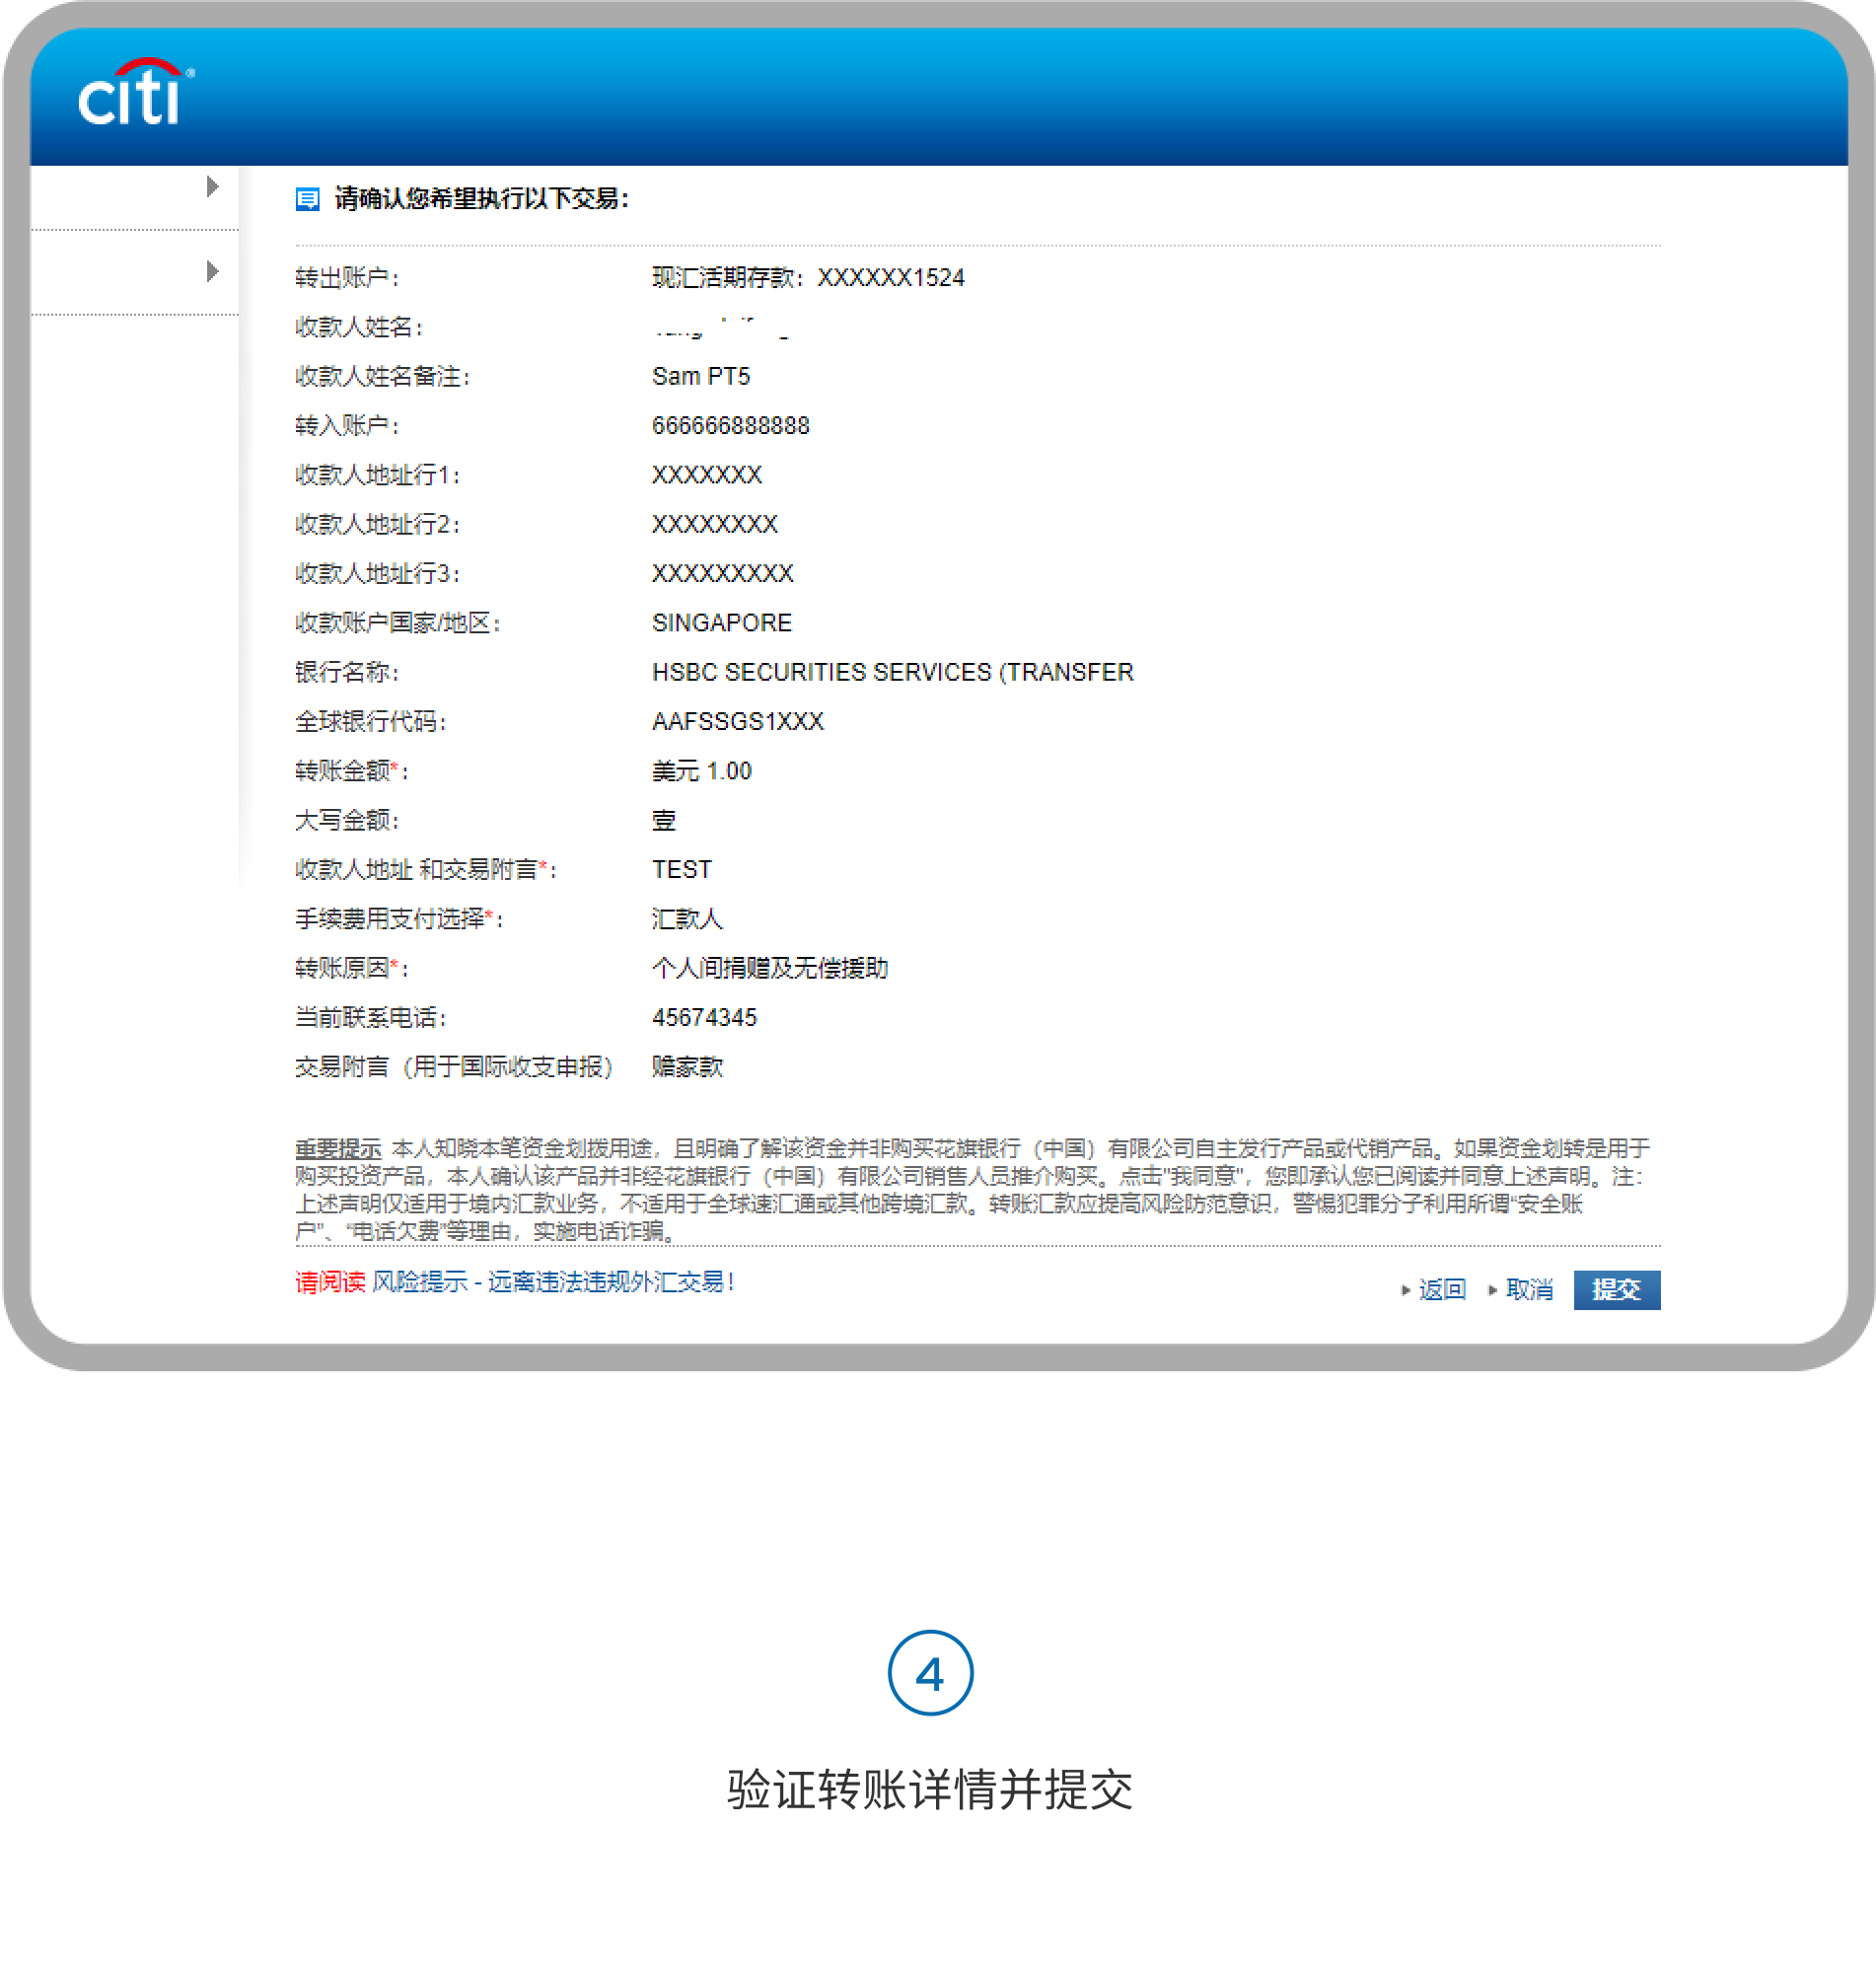 citi®
请确认您希望执行以下交易：
转出账户： 现汇活期存款：XXXXXX1524
收款人姓名：
收款人姓名备注： Sam PT5
转入账户： 666666888888
收款人地址行1： XXXXXXX
收款人地址行2： XXXXXXXX
收款人地址行3： XXXXXXXXX
收款账户国家/地区： SINGAPORE
银行名称： HSBC SECURITIES SERVICES (TRANSFER
全球银行代码： AAFSSGS1XXX
转账金额*： 美元 1.00
大写金额： 壹
收款人地址 和交易附言*： TEST
手续费用支付选择*： 汇款人
转账原因*： 个人间捐赠及无偿援助
当前联系电话： 45674345
交易附言（用于国际收支申报） 赡家款
重要提示 本人知晓本笔资金划拨用途，且明确了解该资金并非购买花旗银行（中国）有限公司自主发行产品或代销产品。如果资金划转是用于
购买投资产品，本人确认该产品并非经花旗银行（中国）有限公司销售人员推介购买。点击"我同意"，您即承认您已阅读并同意上述声明。注：
上述声明仅适用于境内汇款业务，不适用于全球速汇通或其他跨境汇款。转账汇款应提高风险防范意识，警惕犯罪分子利用所谓“安全账
户”、“电话欠费”等理由，实施电话诈骗。
请阅读 风险提示 - 远离违法违规外汇交易！
返回 取消 提交
4
验证转账详情并提交